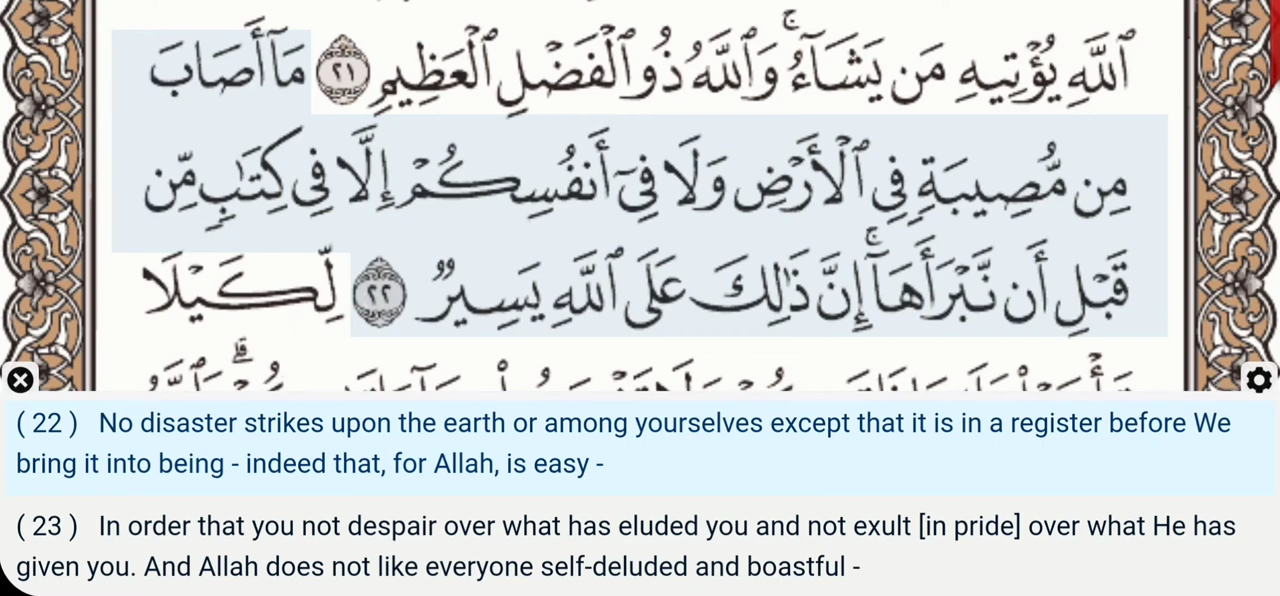 ٱللَّهِ يُؤْتِيهِ مَن يَشَآءُ ۚ وَٱللَّهُ ذُو ٱلْفَضْلِ ٱلْعَظِيمِ ٢١ مَآ أَصَابَ
مِن مُّصِيبَةٍ فِى ٱلْأَرْضِ وَلَا فِىٓ أَنفُسِكُمْ إِلَّا فِى كِتَٰبٍ مِّن
قَبْلِ أَن نَّبْرَأَهَآ ۚ إِنَّ ذَٰلِكَ عَلَى ٱللَّهِ يَسِيرٌ ٢٢ لِّكَيْلَا
( 22 ) No disaster strikes upon the earth or among yourselves except that it is in a register before We
bring it into being - indeed that, for Allah, is easy -
( 23 ) In order that you not despair over what has eluded you and not exult [in pride] over what He has
given you. And Allah does not like everyone self-deluded and boastful -